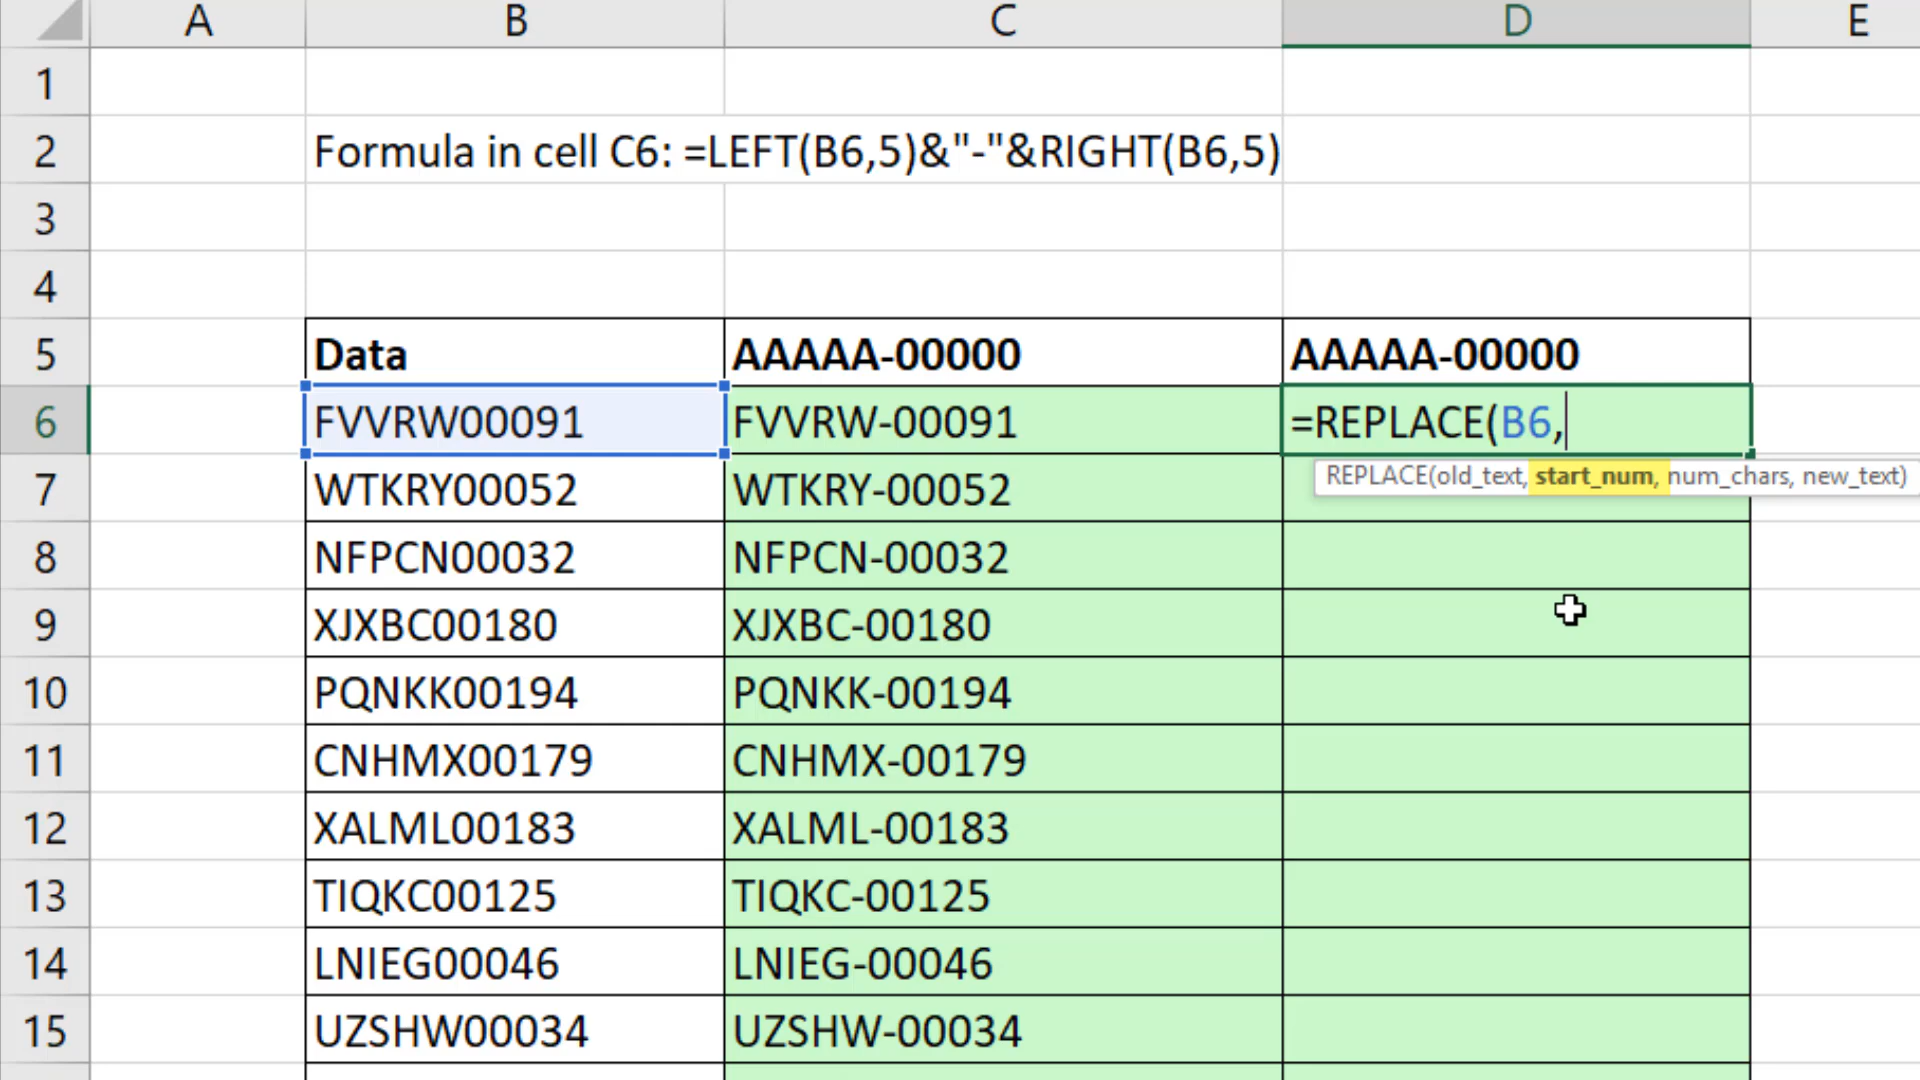 A B C D E
1
2 Formula in cell C6: =LEFT(B6,5)&"-"&RIGHT(B6,5)
3
4
5 Data AAAAA-00000 AAAAA-00000
6 FVVRW00091 FVVRW-00091 =REPLACE(B6,
REPLACE(old_text, start_num, num_chars, new_text)
7 WTKRY00052 WTKRY-00052
8 NFPCN00032 NFPCN-00032
9 XJXBC00180 XJXBC-00180
10 PQNKK00194 PQNKK-00194
11 CNHMX00179 CNHMX-00179
12 XALML00183 XALML-00183
13 TIQKC00125 TIQKC-00125
14 LNIEG00046 LNIEG-00046
15 UZSHW00034 UZSHW-00034